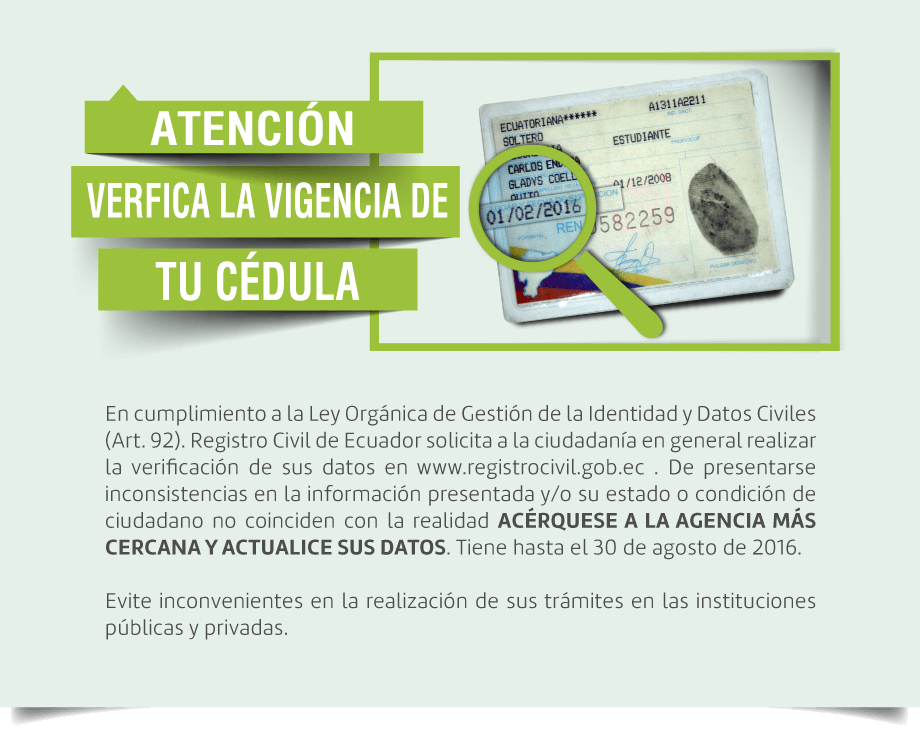 ATENCIÓN
VERFICA LA VIGENCIA DE
TU CÉDULA
ECUATORIANA****** A1311A2211
SOLTERO ESTUDIANTE
CARLOS
GLADYS COELL
QUITO 01/12/2008
01/02/2016
REN 0582259
PULGAR DERECHO
En cumplimiento a la Ley Orgánica de Gestión de la Identidad y Datos Civiles
(Art. 92). Registro Civil de Ecuador solicita a la ciudadanía en general realizar
la verificación de sus datos en www.registrocivil.gob.ec . De presentarse
inconsistencias en la información presentada y/o su estado o condición de
ciudadano no coinciden con la realidad ACÉRQUESE A LA AGENCIA MÁS
CERCANA Y ACTUALICE SUS DATOS. Tiene hasta el 30 de agosto de 2016.
Evite inconvenientes en la realización de sus trámites en las instituciones
públicas y privadas.